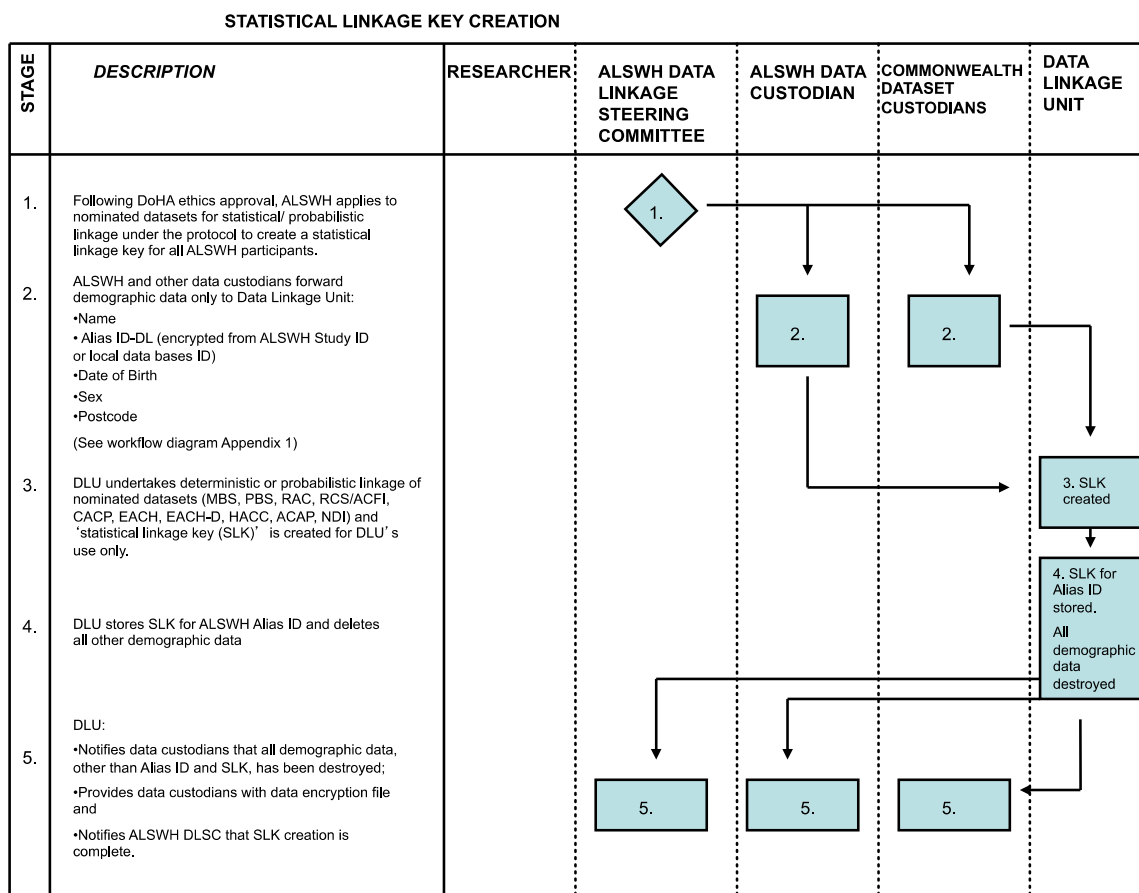 STATISTICAL LINKAGE KEY CREATION
STAGE
DESCRIPTION
RESEARCHER
ALSWH DATA
LINKAGE
STEERING
COMMITTEE
ALSWH DATA
CUSTODIAN
COMMONWEALTH
DATASET
CUSTODIANS
DATA
LINKAGE
UNIT
1.
Following DoHA ethics approval, ALSWH applies to
nominated datasets for statistical/ probabilistic
linkage under the protocol to create a statistical
linkage key for all ALSWH participants.
1.
2.
ALSWH and other data custodians forward
demographic data only to Data Linkage Unit:
•Name
• Alias ID-DL (encrypted from ALSWH Study ID
or local data bases ID)
•Date of Birth
•Sex
•Postcode
(See workflow diagram Appendix 1)
2.
2.
3.
DLU undertakes deterministic or probabilistic linkage of
nominated datasets (MBS, PBS, RAC, RCS/ACFI,
CACP, EACH, EACH-D, HACC, ACAP, NDI) and
‘statistical linkage key (SLK)’ is created for DLU’s
use only.
3. SLK
created
4.
DLU stores SLK for ALSWH Alias ID and deletes
all other demographic data
4. SLK for
Alias ID
stored.
All
demographic
data
destroyed
5.
DLU:
•Notifies data custodians that all demographic data,
other than Alias ID and SLK, has been destroyed;
•Provides data custodians with data encryption file
and
•Notifies ALSWH DLSC that SLK creation is
complete.
5.
5.
5.